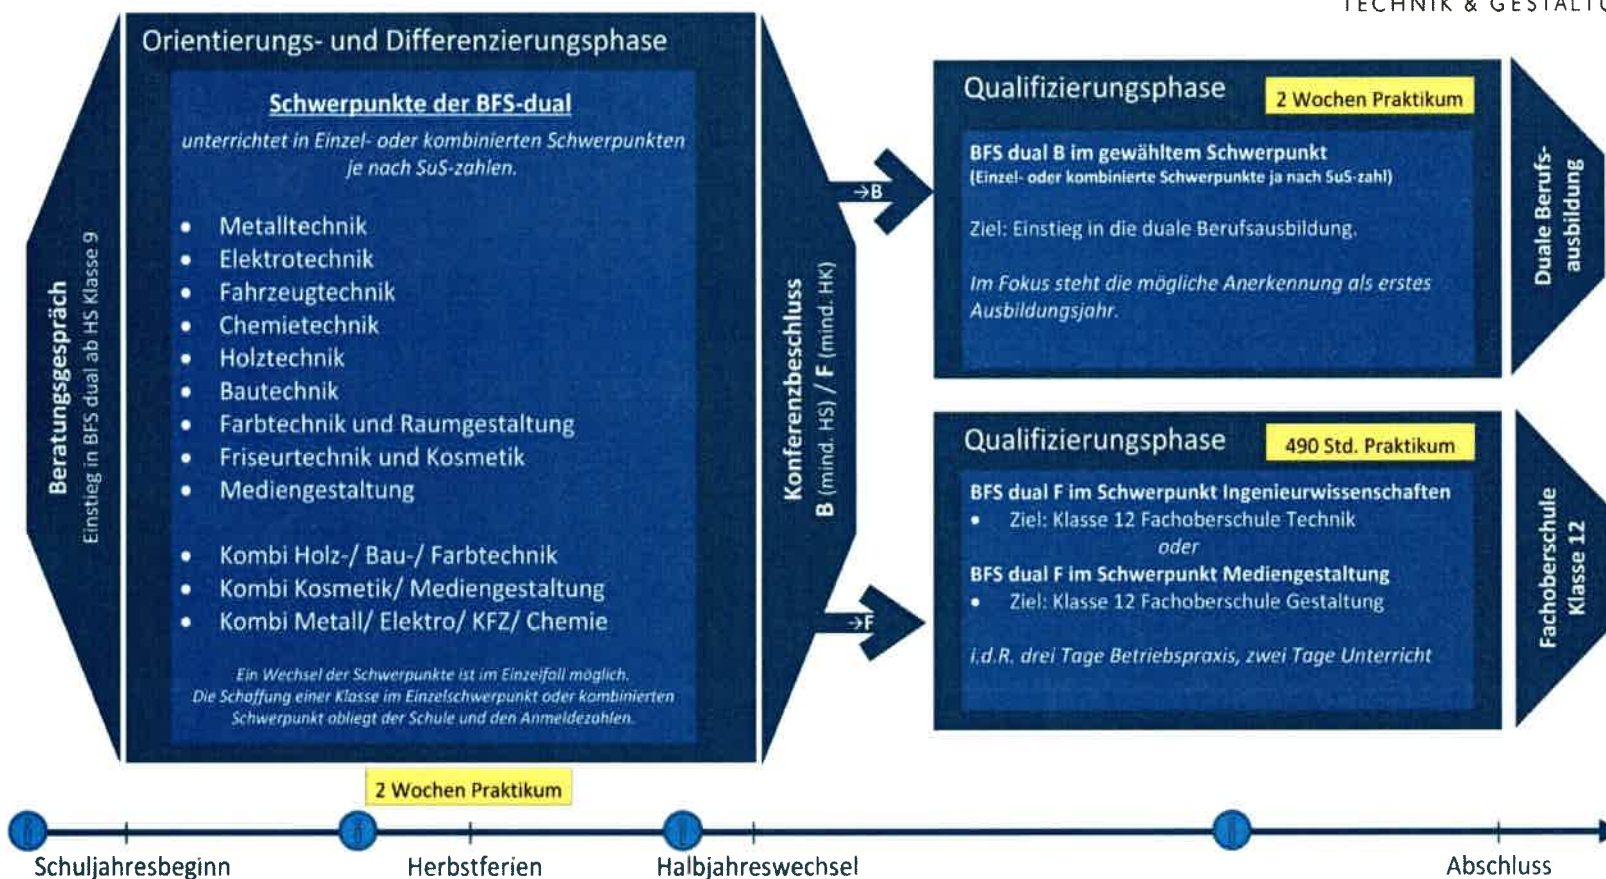 TECHNIK & GESTALTU
Beratungsgespräch
Einstieg in BFS dual ab HS Klasse 9
Orientierungs- und Differenzierungsphase
Schwerpunkte der BFS-dual
unterrichtet in Einzel- oder kombinierten Schwerpunkten
je nach SuS-zahlen.
• Metalltechnik
• Elektrotechnik
• Fahrzeugtechnik
• Chemietechnik
• Holztechnik
• Bautechnik
• Farbtechnik und Raumgestaltung
• Friseurtechnik und Kosmetik
• Mediengestaltung
• Kombi Holz-/ Bau-/ Farbtechnik
• Kombi Kosmetik/ Mediengestaltung
• Kombi Metall/ Elektro/ KFZ/ Chemie
Ein Wechsel der Schwerpunkte ist im Einzelfall möglich.
Die Schaffung einer Klasse im Einzelschwerpunkt oder kombinierten
Schwerpunkt obliegt der Schule und den Anmeldezahlen.
2 Wochen Praktikum
Konferenzbeschluss
B (mind. HS) / F (mind. HK)
→B
→F
Qualifizierungsphase
2 Wochen Praktikum
BFS dual B im gewähltem Schwerpunkt
(Einzel- oder kombinierte Schwerpunkte ja nach SuS-zahl)
Ziel: Einstieg in die duale Berufsausbildung.
Im Fokus steht die mögliche Anerkennung als erstes
Ausbildungsjahr.
Duale Berufs-
ausbildung
Qualifizierungsphase
490 Std. Praktikum
BFS dual F im Schwerpunkt Ingenieurwissenschaften
• Ziel: Klasse 12 Fachoberschule Technik
oder
BFS dual F im Schwerpunkt Mediengestaltung
• Ziel: Klasse 12 Fachoberschule Gestaltung
i.d.R. drei Tage Betriebspraxis, zwei Tage Unterricht
Fachoberschule
Klasse 12
Schuljahresbeginn
Herbstferien
Halbjahreswechsel
Abschluss